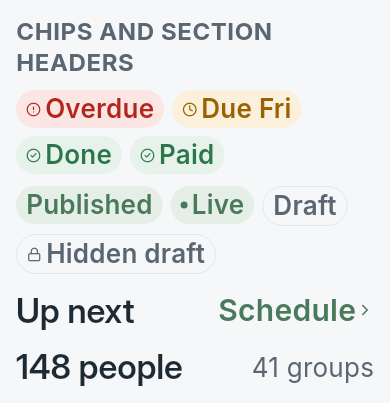 CHIPS AND SECTION
HEADERS
Overdue Due Fri
Done Paid
Published •Live Draft
Hidden draft
Up next Schedule ›
148 people 41 groups